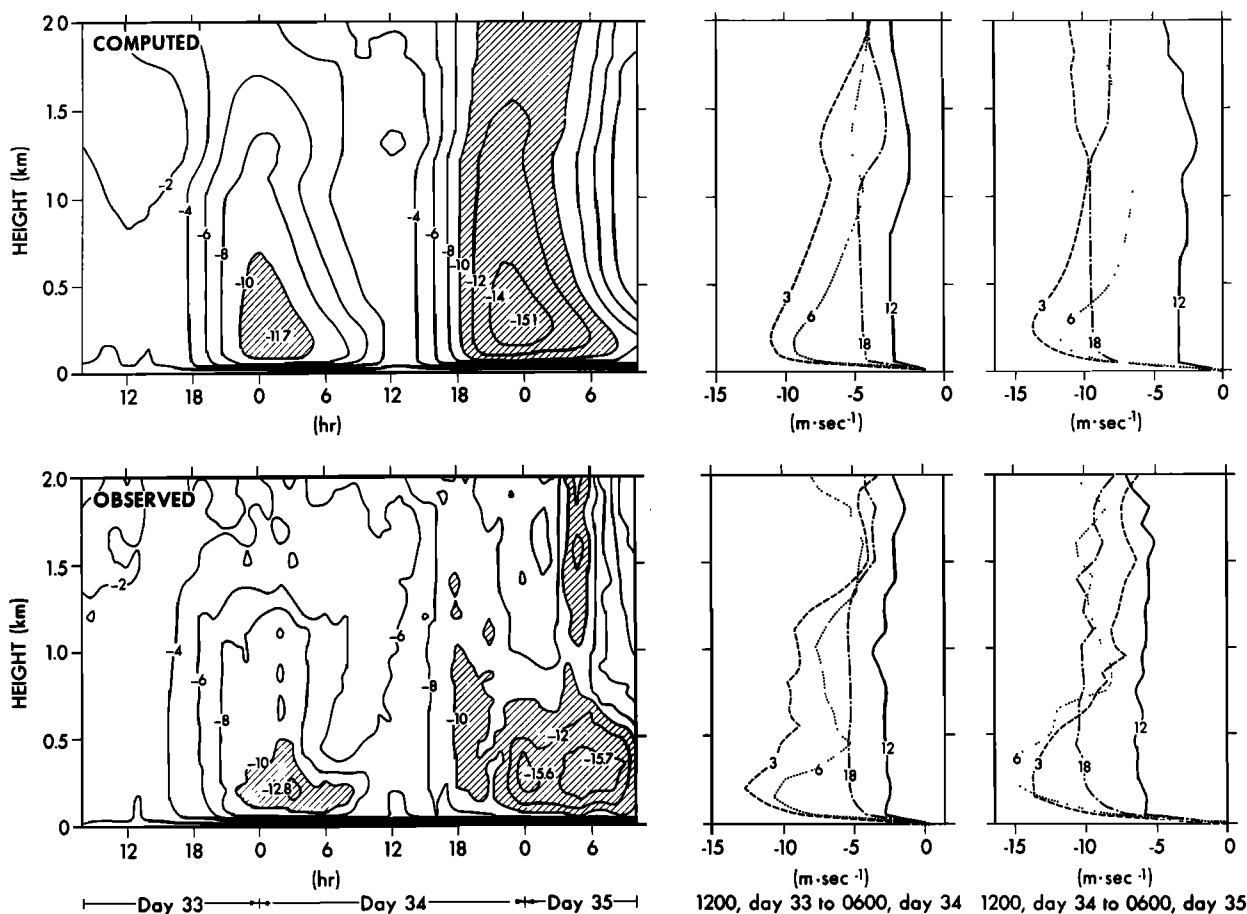 COMPUTED
HEIGHT (km)
2.0
1.5
1.0
0.5
0
-2
-4
-6
-8
-10
-11.7
-4
-6
-8
-10
-12
-14
-15.1
12 18 0 6 12 18 0 6
(hr)
3
6
18
12
-15 -10 -5 0
(m·sec⁻¹)
3
6
18
12
-15 -10 -5 0
(m·sec⁻¹)
OBSERVED
HEIGHT (km)
2.0
1.5
1.0
0.5
0
-2
-4
-6
-8
-10
-12.8
-6
-8
-10
-12
-15.6
-15.7
12 18 0 6 12 18 0 6
(hr)
Day 33 Day 34 Day 35
3
6
18
12
-15 -10 -5 0
(m·sec⁻¹)
1200, day 33 to 0600, day 34
6
3
18
12
-15 -10 -5 0
(m·sec⁻¹)
1200, day 34 to 0600, day 35